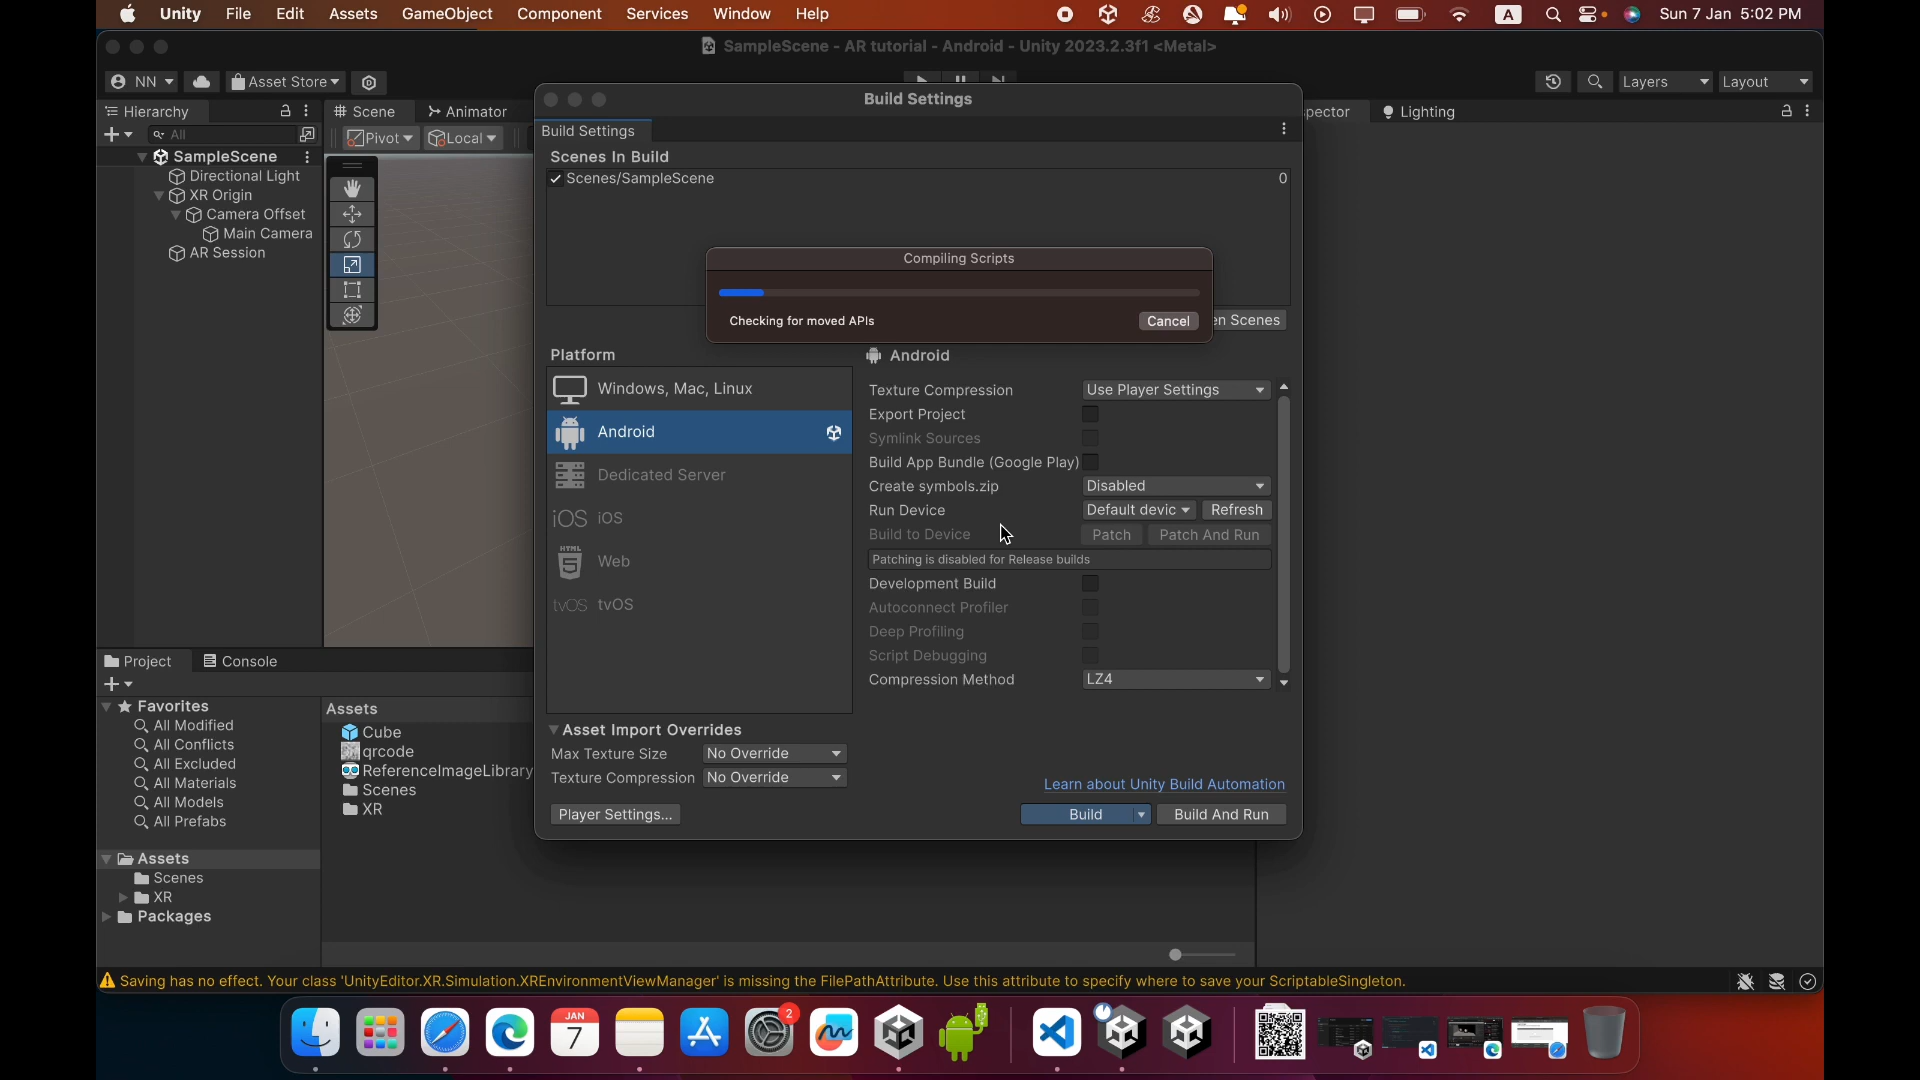 Unity File Edit Assets GameObject Component Services Window Help
A Sun 7 Jan 5:02 PM
SampleScene - AR tutorial - Android - Unity 2023.2.3f1 <Metal>
NN Asset Store Layers Layout
Hierarchy
Scene
Animator
Lighting
All
Pivot Local
SampleScene
Directional Light
XR Origin
Camera Offset
Main Camera
AR Session
Build Settings
Build Settings
Scenes In Build
Scenes/SampleScene 0
Compiling Scripts
Checking for moved APIs
Cancel
en Scenes
Platform
Windows, Mac, Linux
Android
Dedicated Server
iOS iOS
HTML Web
tvOS tvOS
Android
Texture Compression Use Player Settings
Export Project
Symlink Sources
Build App Bundle (Google Play)
Create symbols.zip Disabled
Run Device Default devic Refresh
Build to Device Patch Patch And Run
Patching is disabled for Release builds
Development Build
Autoconnect Profiler
Deep Profiling
Script Debugging
Compression Method LZ4
Asset Import Overrides
Max Texture Size No Override
Texture Compression No Override
Learn about Unity Build Automation
Player Settings...
Build
Build And Run
Project
Console
Favorites
All Modified
All Conflicts
All Excluded
All Materials
All Models
All Prefabs
Assets
Scenes
XR
Packages
Assets
Cube
qrcode
ReferenceImageLibrary
Scenes
XR
pector
Saving has no effect. Your class 'UnityEditor.XR.Simulation.XREnvironmentViewManager' is missing the FilePathAttribute. Use this attribute to specify where to save your ScriptableSingleton.
JAN
7
2